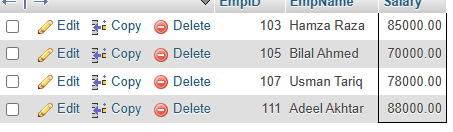 EmpID EmpName Salary
Edit Copy Delete 103 Hamza Raza 85000.00
Edit Copy Delete 105 Bilal Ahmed 70000.00
Edit Copy Delete 107 Usman Tariq 78000.00
Edit Copy Delete 111 Adeel Akhtar 88000.00